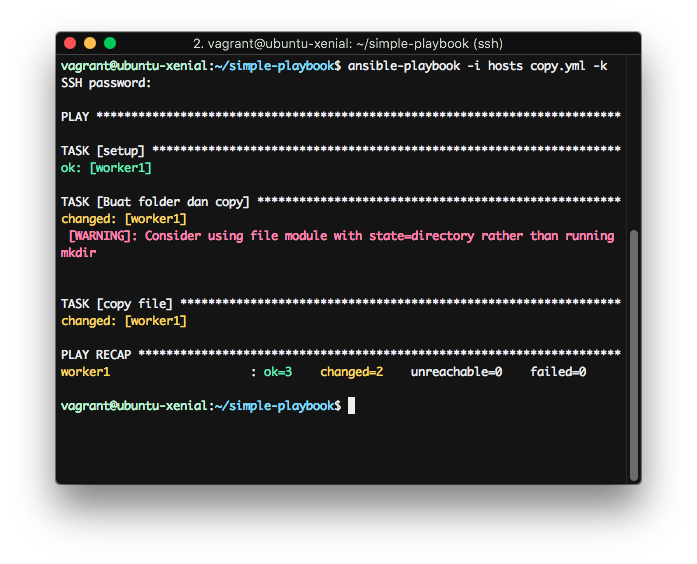 2. vagrant@ubuntu-xenial: ~/simple-playbook (ssh)
vagrant@ubuntu-xenial:~/simple-playbook$ ansible-playbook -i hosts copy.yml -k
SSH password:
PLAY ***************************************************************************
TASK [setup] *******************************************************************
ok: [worker1]
TASK [Buat folder dan copy] ****************************************************
changed: [worker1]
[WARNING]: Consider using file module with state=directory rather than running
mkdir
TASK [copy file] ***************************************************************
changed: [worker1]
PLAY RECAP *********************************************************************
worker1                    : ok=3    changed=2    unreachable=0    failed=0
vagrant@ubuntu-xenial:~/simple-playbook$